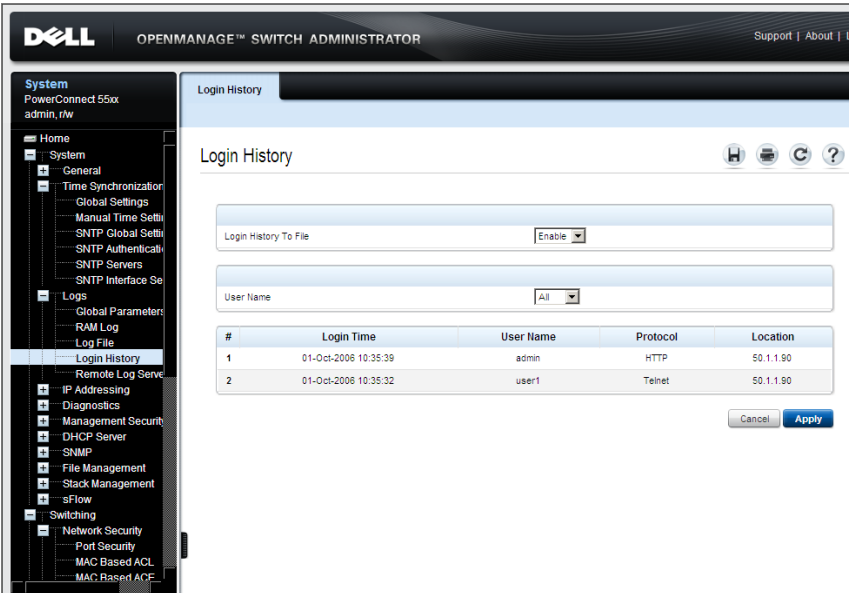 DELL
OPENMANAGE™ SWITCH ADMINISTRATOR
Support | About |
System
PowerConnect 55xx
admin, r/w
Home
System
General
Time Synchronization
Global Settings
Manual Time Settin
SNTP Global Settin
SNTP Authenticati
SNTP Servers
SNTP Interface Se
Logs
Global Parameters
RAM Log
Log File
Login History
Remote Log Serve
IP Addressing
Diagnostics
Management Security
DHCP Server
SNMP
File Management
Stack Management
sFlow
Switching
Network Security
Port Security
MAC Based ACL
MAC Based ACE
Login History
Login History
Login History To File Enable
User Name All
# Login Time User Name Protocol Location
1 01-Oct-2006 10:35:39 admin HTTP 50.1.1.90
2 01-Oct-2006 10:35:32 user1 Telnet 50.1.1.90
Cancel Apply